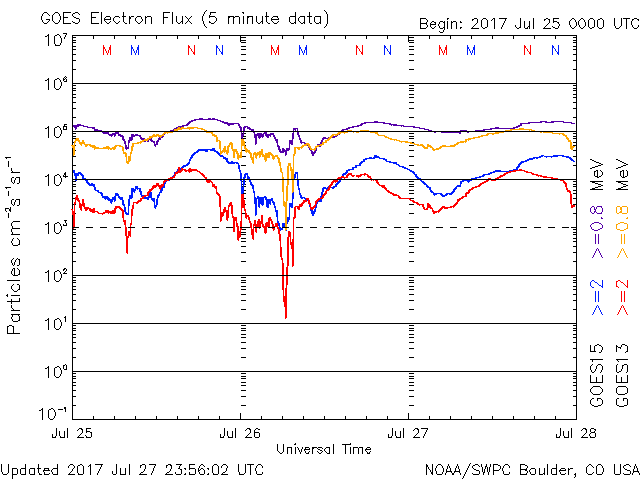 GOES Electron Flux (5 minute data)
Begin: 2017 Jul 25 0000 UTC
10⁷
M M N N M M N N M M N N
10⁶
10⁵
10⁴
10³
10²
10¹
10⁰
10⁻¹
Particles cm⁻²s⁻¹sr⁻¹
Jul 25 Jul 26 Jul 27 Jul 28
Universal Time
GOES15 >=2 >=0.8 MeV
GOES13 >=2 >=0.8 MeV
Updated 2017 Jul 27 23:56:02 UTC
NOAA/SWPC Boulder, CO USA